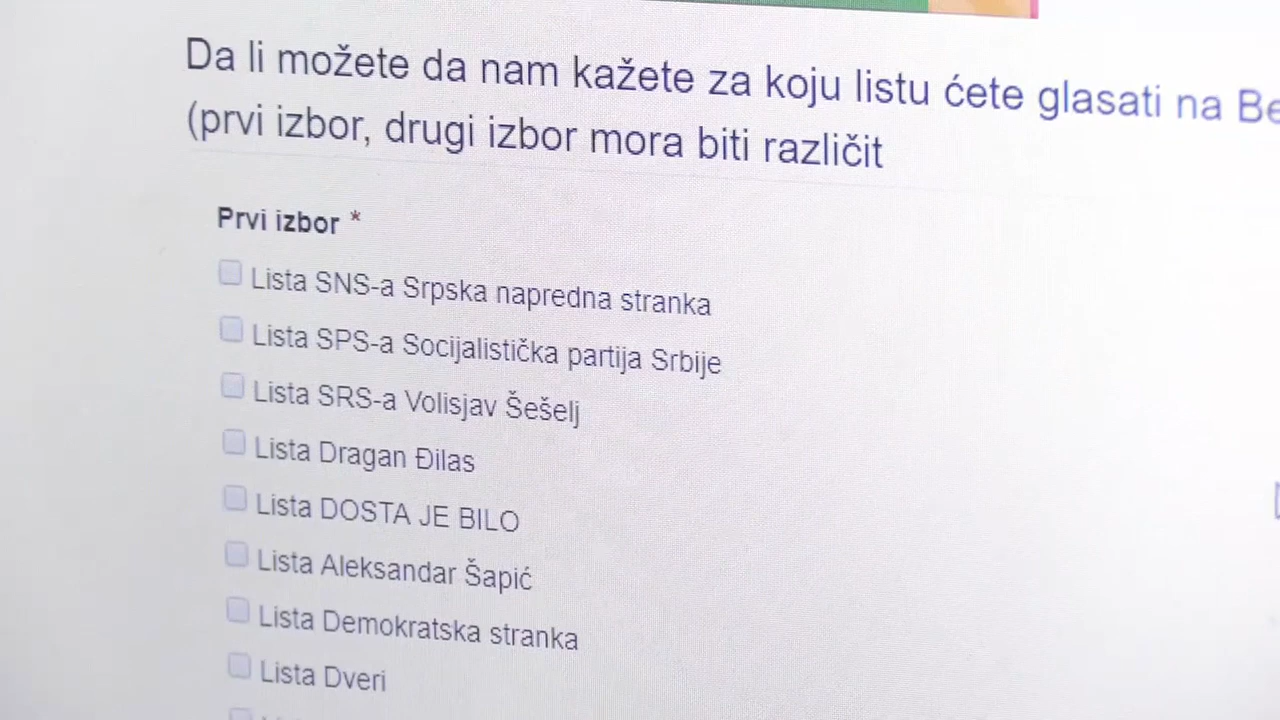 Da li možete da nam kažete za koju listu ćete glasati na
(prvi izbor, drugi izbor mora biti različit
Prvi izbor *
Lista SNS-a Srpska napredna stranka
Lista SPS-a Socijalistička partija Srbije
Lista SRS-a Volisjav Šešelj
Lista Dragan Đilas
Lista DOSTA JE BILO
Lista Aleksandar Šapić
Lista Demokratska stranka
Lista Dveri